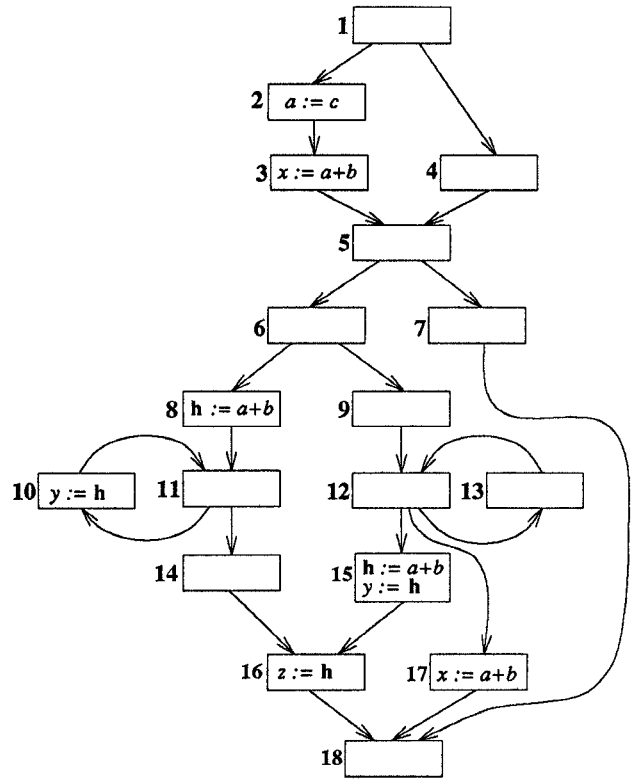 1
2 a := c
3 x := a+b
4
5
6
7
8 h := a+b
9
10 y := h
11
12
13
14
15 h := a+b
y := h
16 z := h
17 x := a+b
18